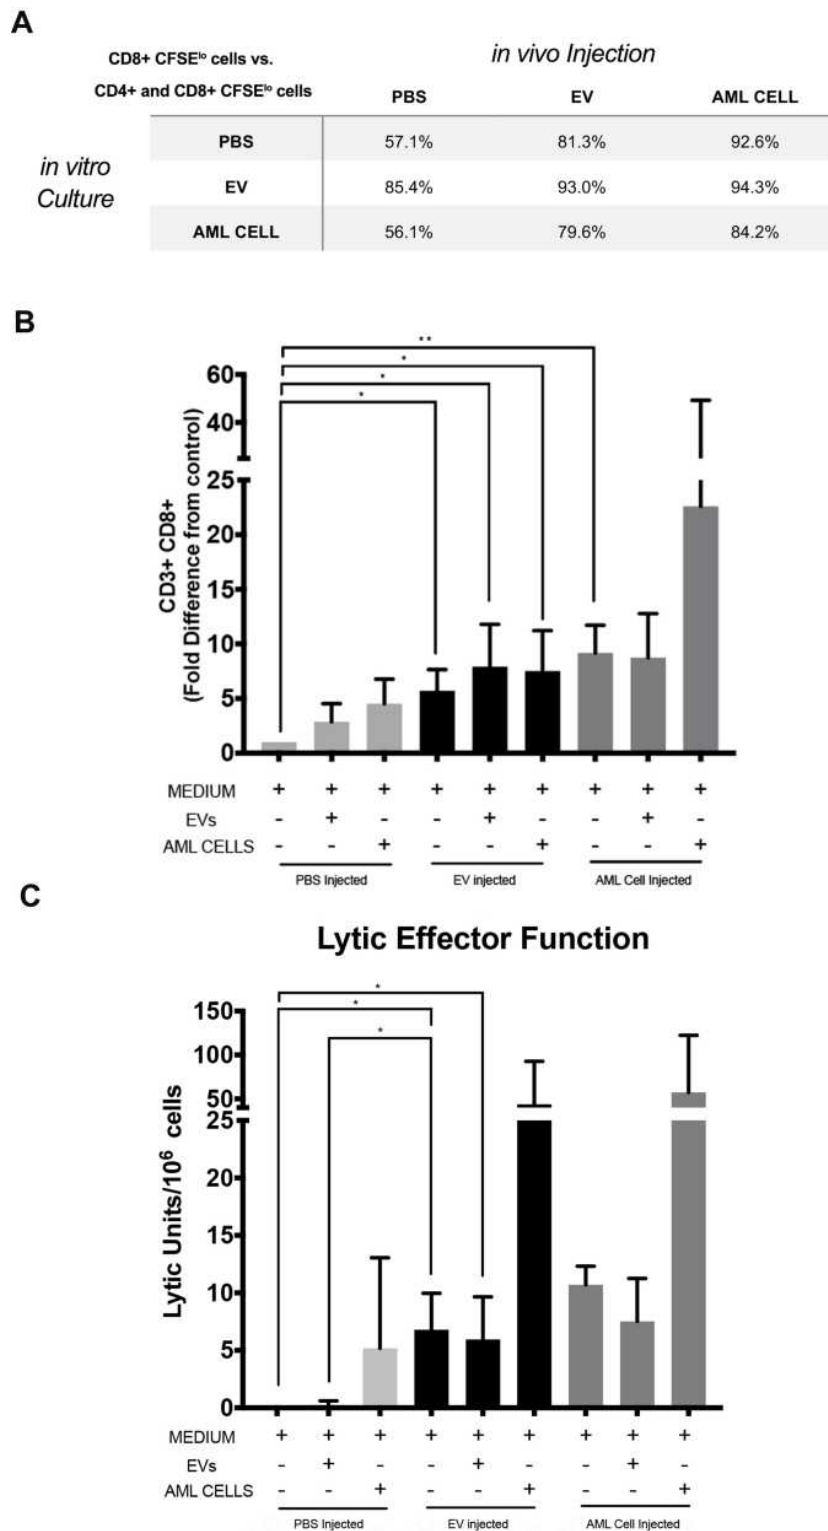 A
CD8+ CFSEˡᵒ cells vs.
CD4+ and CD8+ CFSEˡᵒ cells
in vivo Injection
PBS EV AML CELL
in vitro
Culture
PBS 57.1% 81.3% 92.6%
EV 85.4% 93.0% 94.3%
AML CELL 56.1% 79.6% 84.2%
B
CD3+ CD8+
(Fold Difference from control)
**
*
*
*
60
40
25
20
15
10
5
0
MEDIUM + + + + + + + + +
EVs - + - - + - - + -
AML CELLS - - + - - + - - +
PBS Injected EV injected AML Cell Injected
C
Lytic Effector Function
Lytic Units/10⁶ cells
*
*
*
150
100
50
25
20
15
10
5
0
MEDIUM + + + + + + + + +
EVs - + - - + - - + -
AML CELLS - - + - - + - - +
PBS Injected EV injected AML Cell Injected